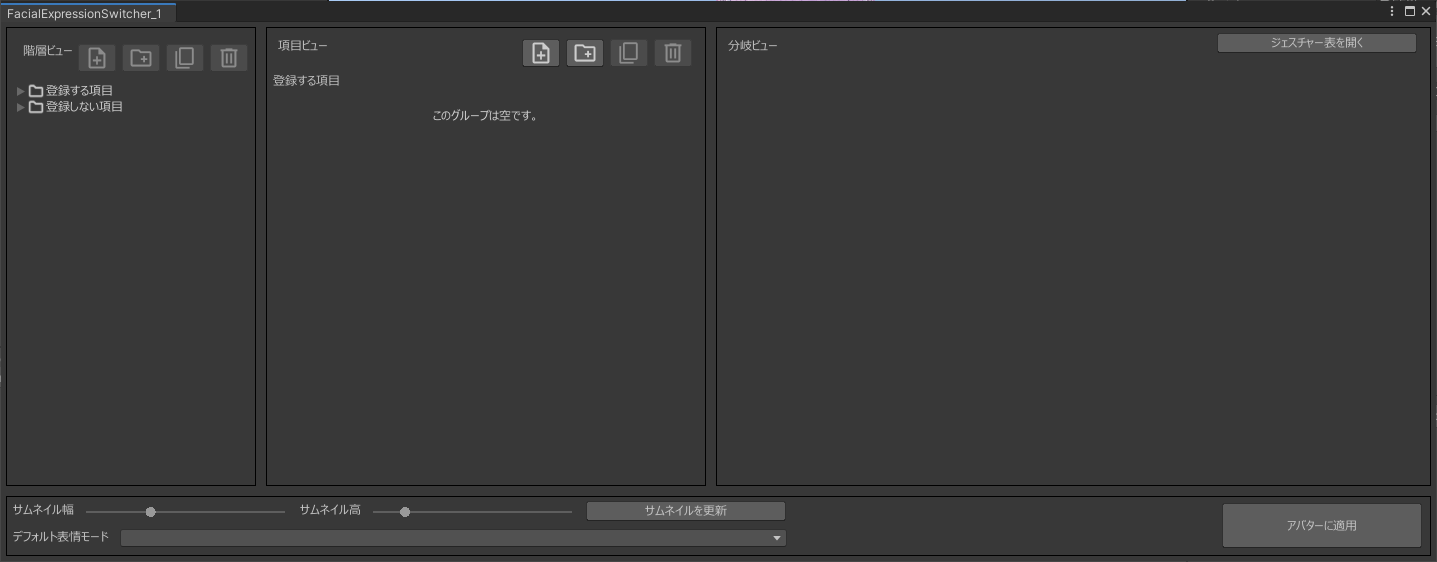 FacialExpressionSwitcher_1
階層ビュー
登録する項目
登録しない項目
項目ビュー
登録する項目
このグループは空です。
分岐ビュー
ジェスチャー表を開く
サムネイル幅
サムネイル高
サムネイルを更新
デフォルト表情モード
アバターに適用